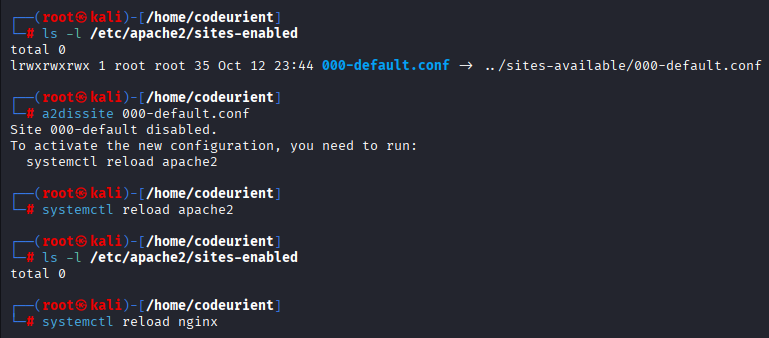 ┌──(root㉿kali)-[/home/codeurient]
└─# ls -l /etc/apache2/sites-enabled
total 0
lrwxrwxrwx 1 root root 35 Oct 12 23:44 000-default.conf -> ../sites-available/000-default.conf
┌──(root㉿kali)-[/home/codeurient]
└─# a2dissite 000-default.conf
Site 000-default disabled.
To activate the new configuration, you need to run:
  systemctl reload apache2
┌──(root㉿kali)-[/home/codeurient]
└─# systemctl reload apache2
┌──(root㉿kali)-[/home/codeurient]
└─# ls -l /etc/apache2/sites-enabled
total 0
┌──(root㉿kali)-[/home/codeurient]
└─# systemctl reload nginx